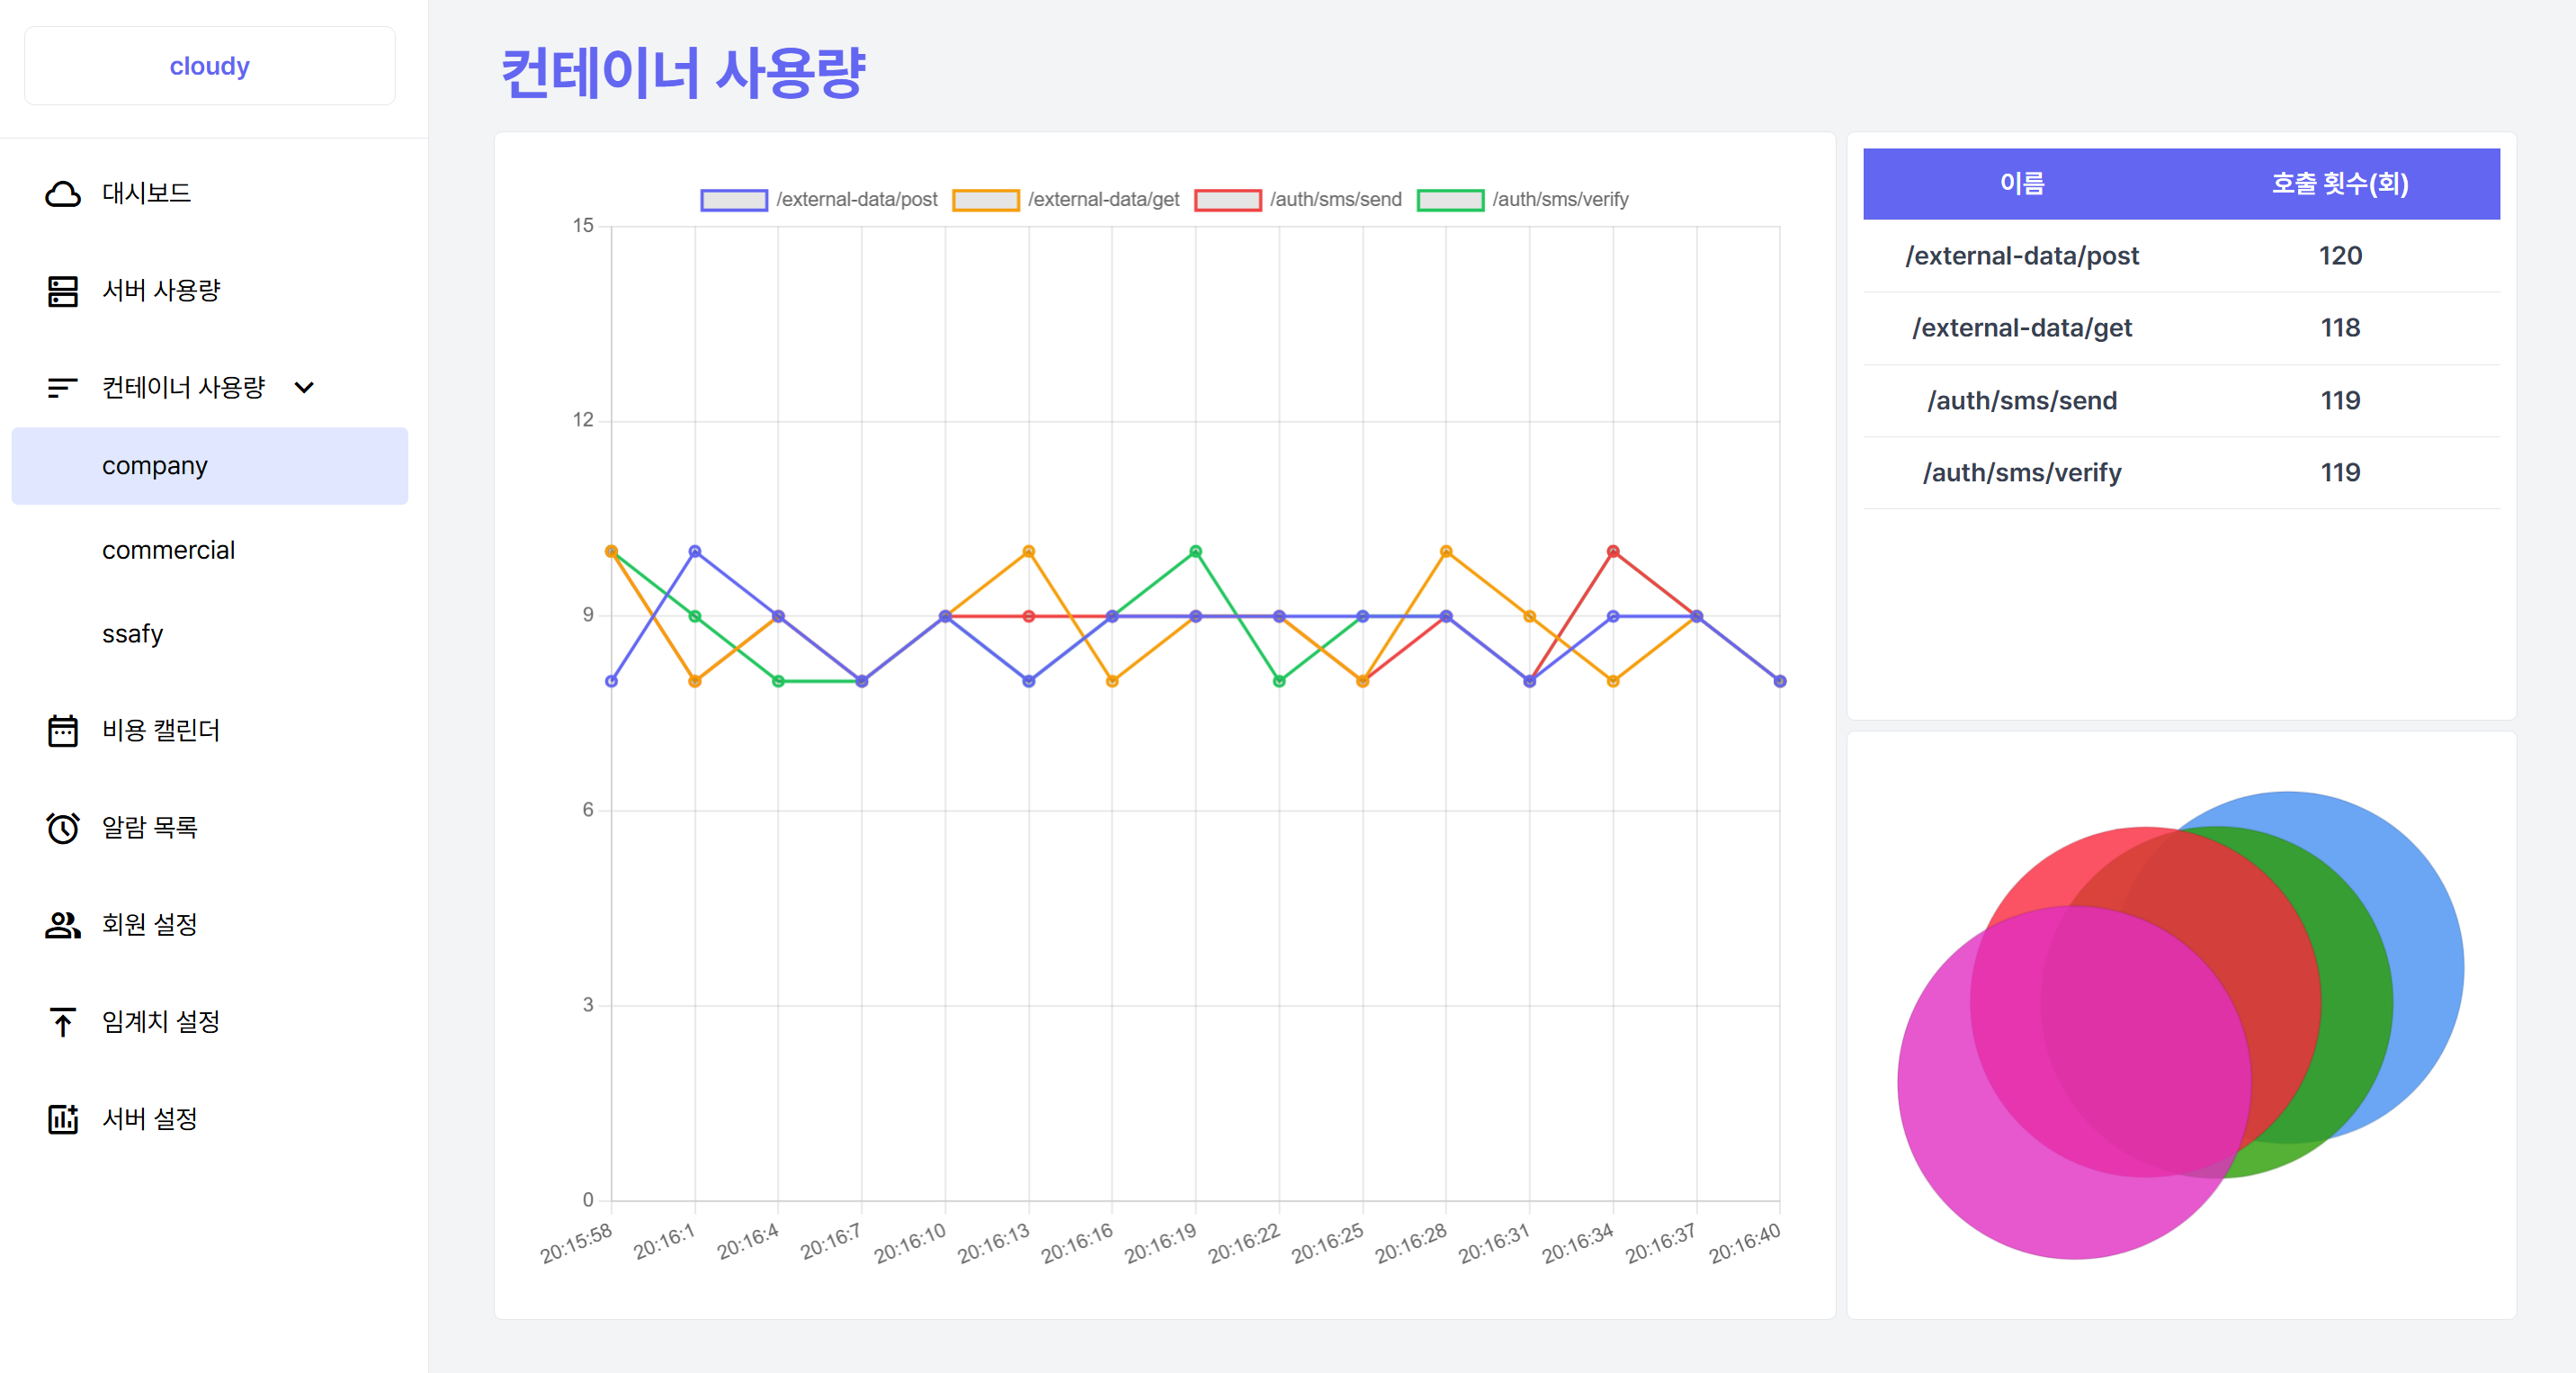 cloudy
대시보드
서버 사용량
컨테이너 사용량
company
commercial
ssafy
비용 캘린더
알람 목록
회원 설정
임계치 설정
서버 설정
컨테이너 사용량
/external-data/post /external-data/get /auth/sms/send /auth/sms/verify
15
12
9
6
3
0
20:15:58 20:16:1 20:16:4 20:16:7 20:16:10 20:16:13 20:16:16 20:16:19 20:16:22 20:16:25 20:16:28 20:16:31 20:16:34 20:16:37 20:16:40
이름 호출 횟수(회)
/external-data/post 120
/external-data/get 118
/auth/sms/send 119
/auth/sms/verify 119